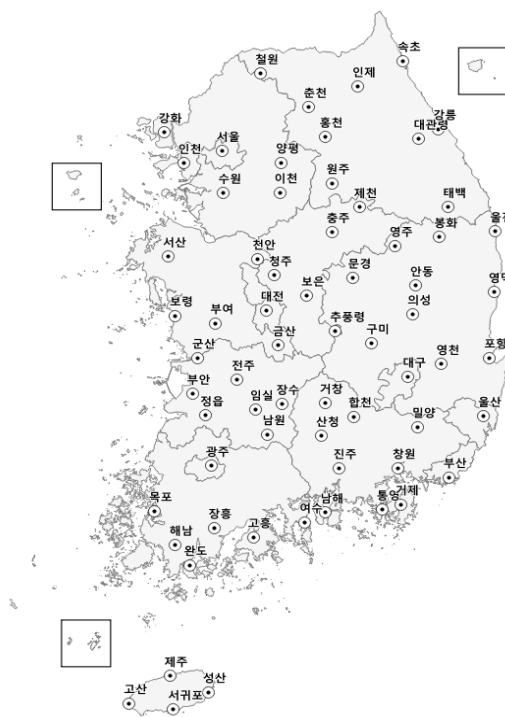 속초
철원
인제
춘천
강릉
강화
홍천
대관령
서울
인천
양평
원주
수원
이천
제천
태백
충주
울진
봉화
영주
서산
천안
청주
문경
안동
보은
보령
대전
의성
부여
추풍령
구미
금산
군산
포항
영천
대구
전주
부안
장수
거창
임실
정읍
합천
울산
밀양
남원
산청
광주
진주
창원
부산
목포
남해
통영
거제
여수
장흥
고흥
해남
완도
제주
성산
고산
서귀포